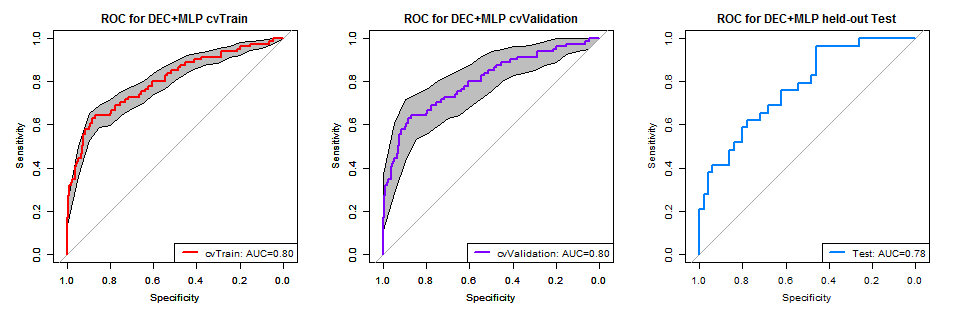 ROC for DEC+MLP cvTrain
Sensitivity
1.0
0.8
0.6
0.4
0.2
0.0
cvTrain: AUC=0.80
1.0 0.8 0.6 0.4 0.2 0.0
Specificity
ROC for DEC+MLP cvValidation
Sensitivity
1.0
0.8
0.6
0.4
0.2
0.0
cvValidation: AUC=0.80
1.0 0.8 0.6 0.4 0.2 0.0
Specificity
ROC for DEC+MLP held-out Test
Sensitivity
1.0
0.8
0.6
0.4
0.2
0.0
Test: AUC=0.78
1.0 0.8 0.6 0.4 0.2 0.0
Specificity